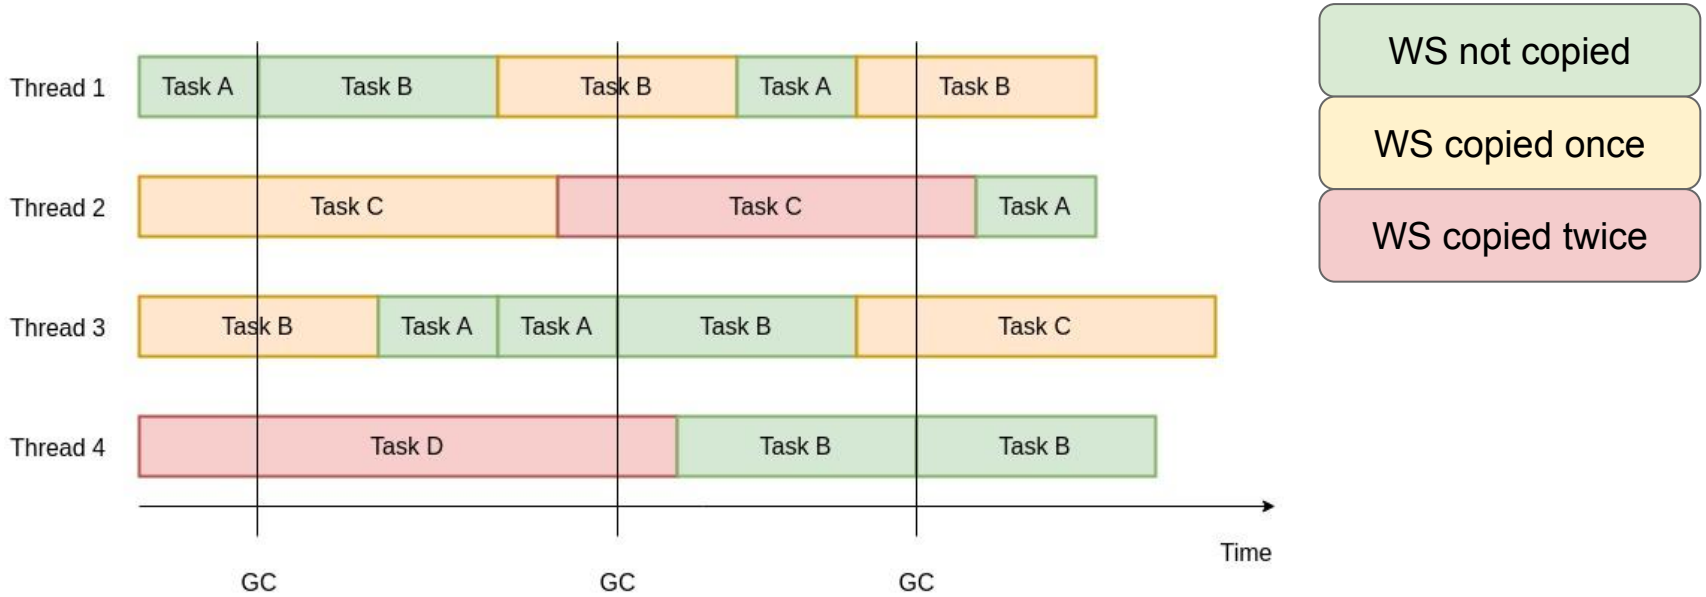 Thread 1
Task A
Task B
Task B
Task A
Task B
Thread 2
Task C
Task C
Task A
Thread 3
Task B
Task A
Task A
Task B
Task C
Thread 4
Task D
Task B
Task B
Time
GC
GC
GC
WS not copied
WS copied once
WS copied twice